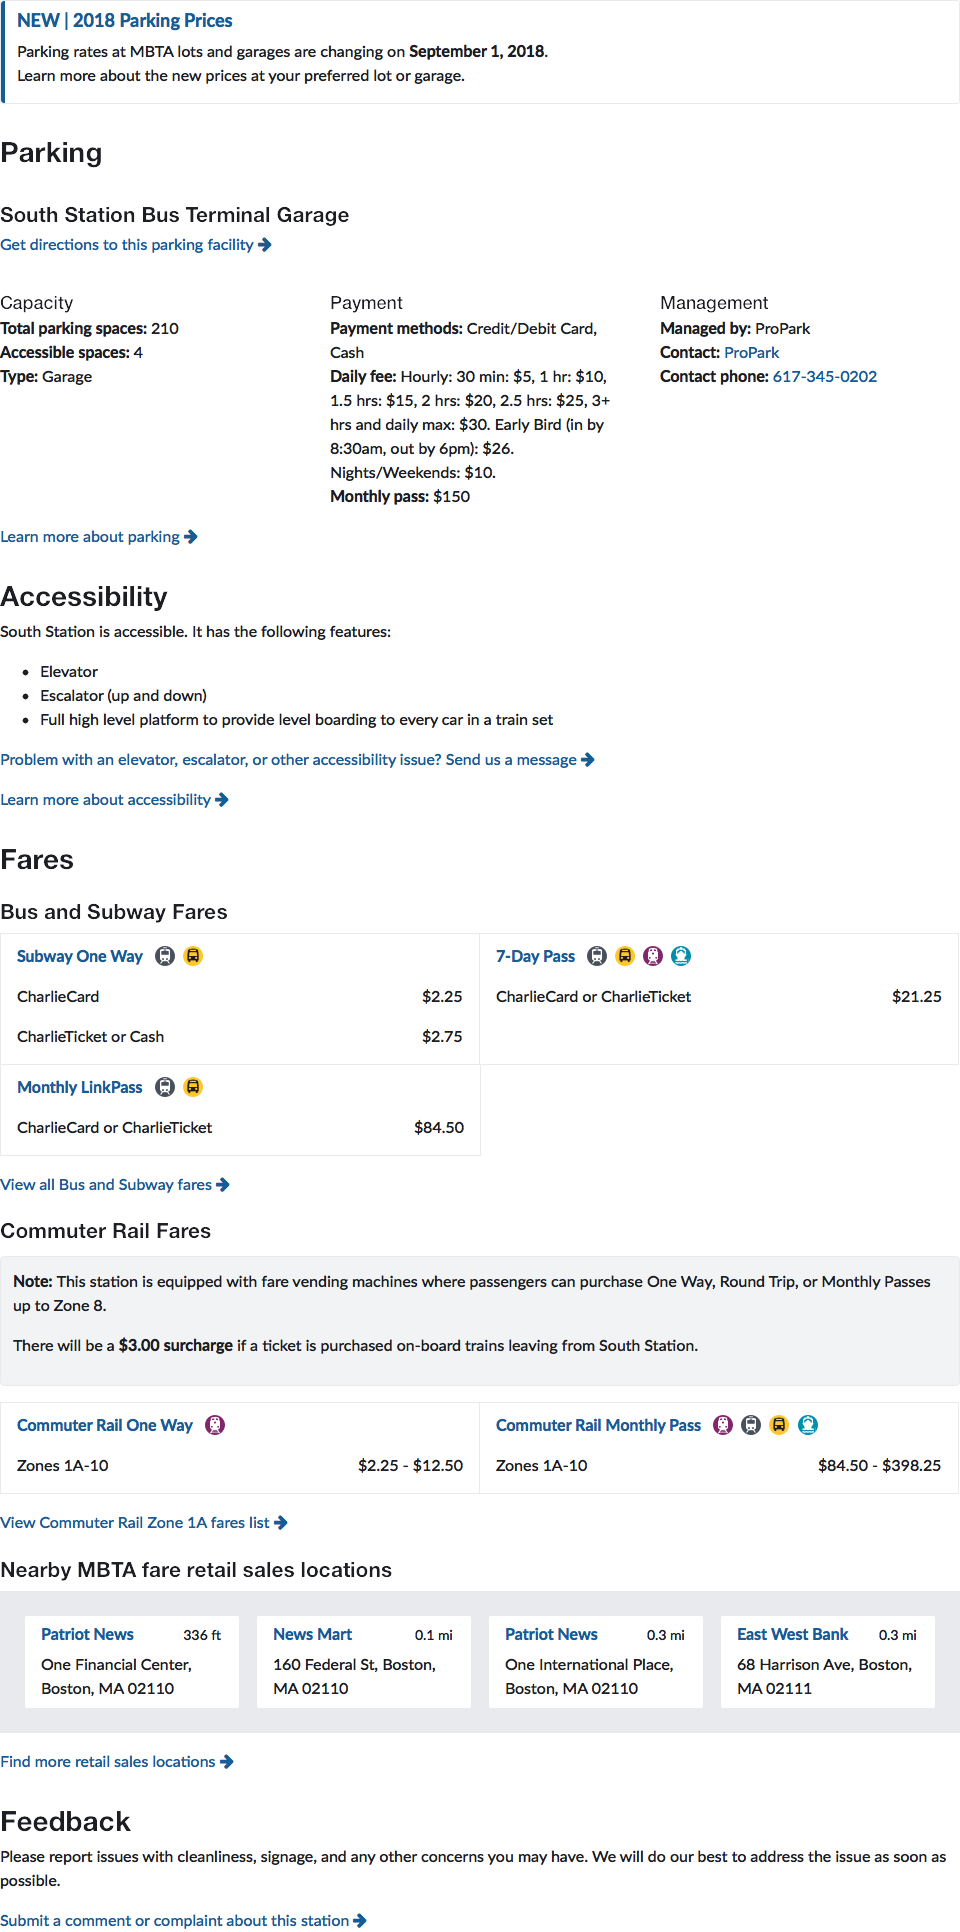 NEW | 2018 Parking Prices
Parking rates at MBTA lots and garages are changing on September 1, 2018.
Learn more about the new prices at your preferred lot or garage.
Parking
South Station Bus Terminal Garage
Get directions to this parking facility
Capacity
Total parking spaces: 210
Accessible spaces: 4
Type: Garage
Payment
Payment methods: Credit/Debit Card,
Cash
Daily fee: Hourly: 30 min: $5, 1 hr: $10,
1.5 hrs: $15, 2 hrs: $20, 2.5 hrs: $25, 3+
hrs and daily max: $30. Early Bird (in by
8:30am, out by 6pm): $26.
Nights/Weekends: $10.
Monthly pass: $150
Management
Managed by: ProPark
Contact: ProPark
Contact phone: 617-345-0202
Learn more about parking
Accessibility
South Station is accessible. It has the following features:
• Elevator
• Escalator (up and down)
• Full high level platform to provide level boarding to every car in a train set
Problem with an elevator, escalator, or other accessibility issue? Send us a message
Learn more about accessibility
Fares
Bus and Subway Fares
Subway One Way
CharlieCard $2.25
CharlieTicket or Cash $2.75
7-Day Pass
CharlieCard or CharlieTicket $21.25
Monthly LinkPass
CharlieCard or CharlieTicket $84.50
View all Bus and Subway fares
Commuter Rail Fares
Note: This station is equipped with fare vending machines where passengers can purchase One Way, Round Trip, or Monthly Passes
up to Zone 8.
There will be a $3.00 surcharge if a ticket is purchased on-board trains leaving from South Station.
Commuter Rail One Way
Zones 1A-10 $2.25 - $12.50
Commuter Rail Monthly Pass
Zones 1A-10 $84.50 - $398.25
View Commuter Rail Zone 1A fares list
Nearby MBTA fare retail sales locations
Patriot News 336 ft
One Financial Center,
Boston, MA 02110
News Mart 0.1 mi
160 Federal St, Boston,
MA 02110
Patriot News 0.3 mi
One International Place,
Boston, MA 02110
East West Bank 0.3 mi
68 Harrison Ave, Boston,
MA 02111
Find more retail sales locations
Feedback
Please report issues with cleanliness, signage, and any other concerns you may have. We will do our best to address the issue as soon as
possible.
Submit a comment or complaint about this station